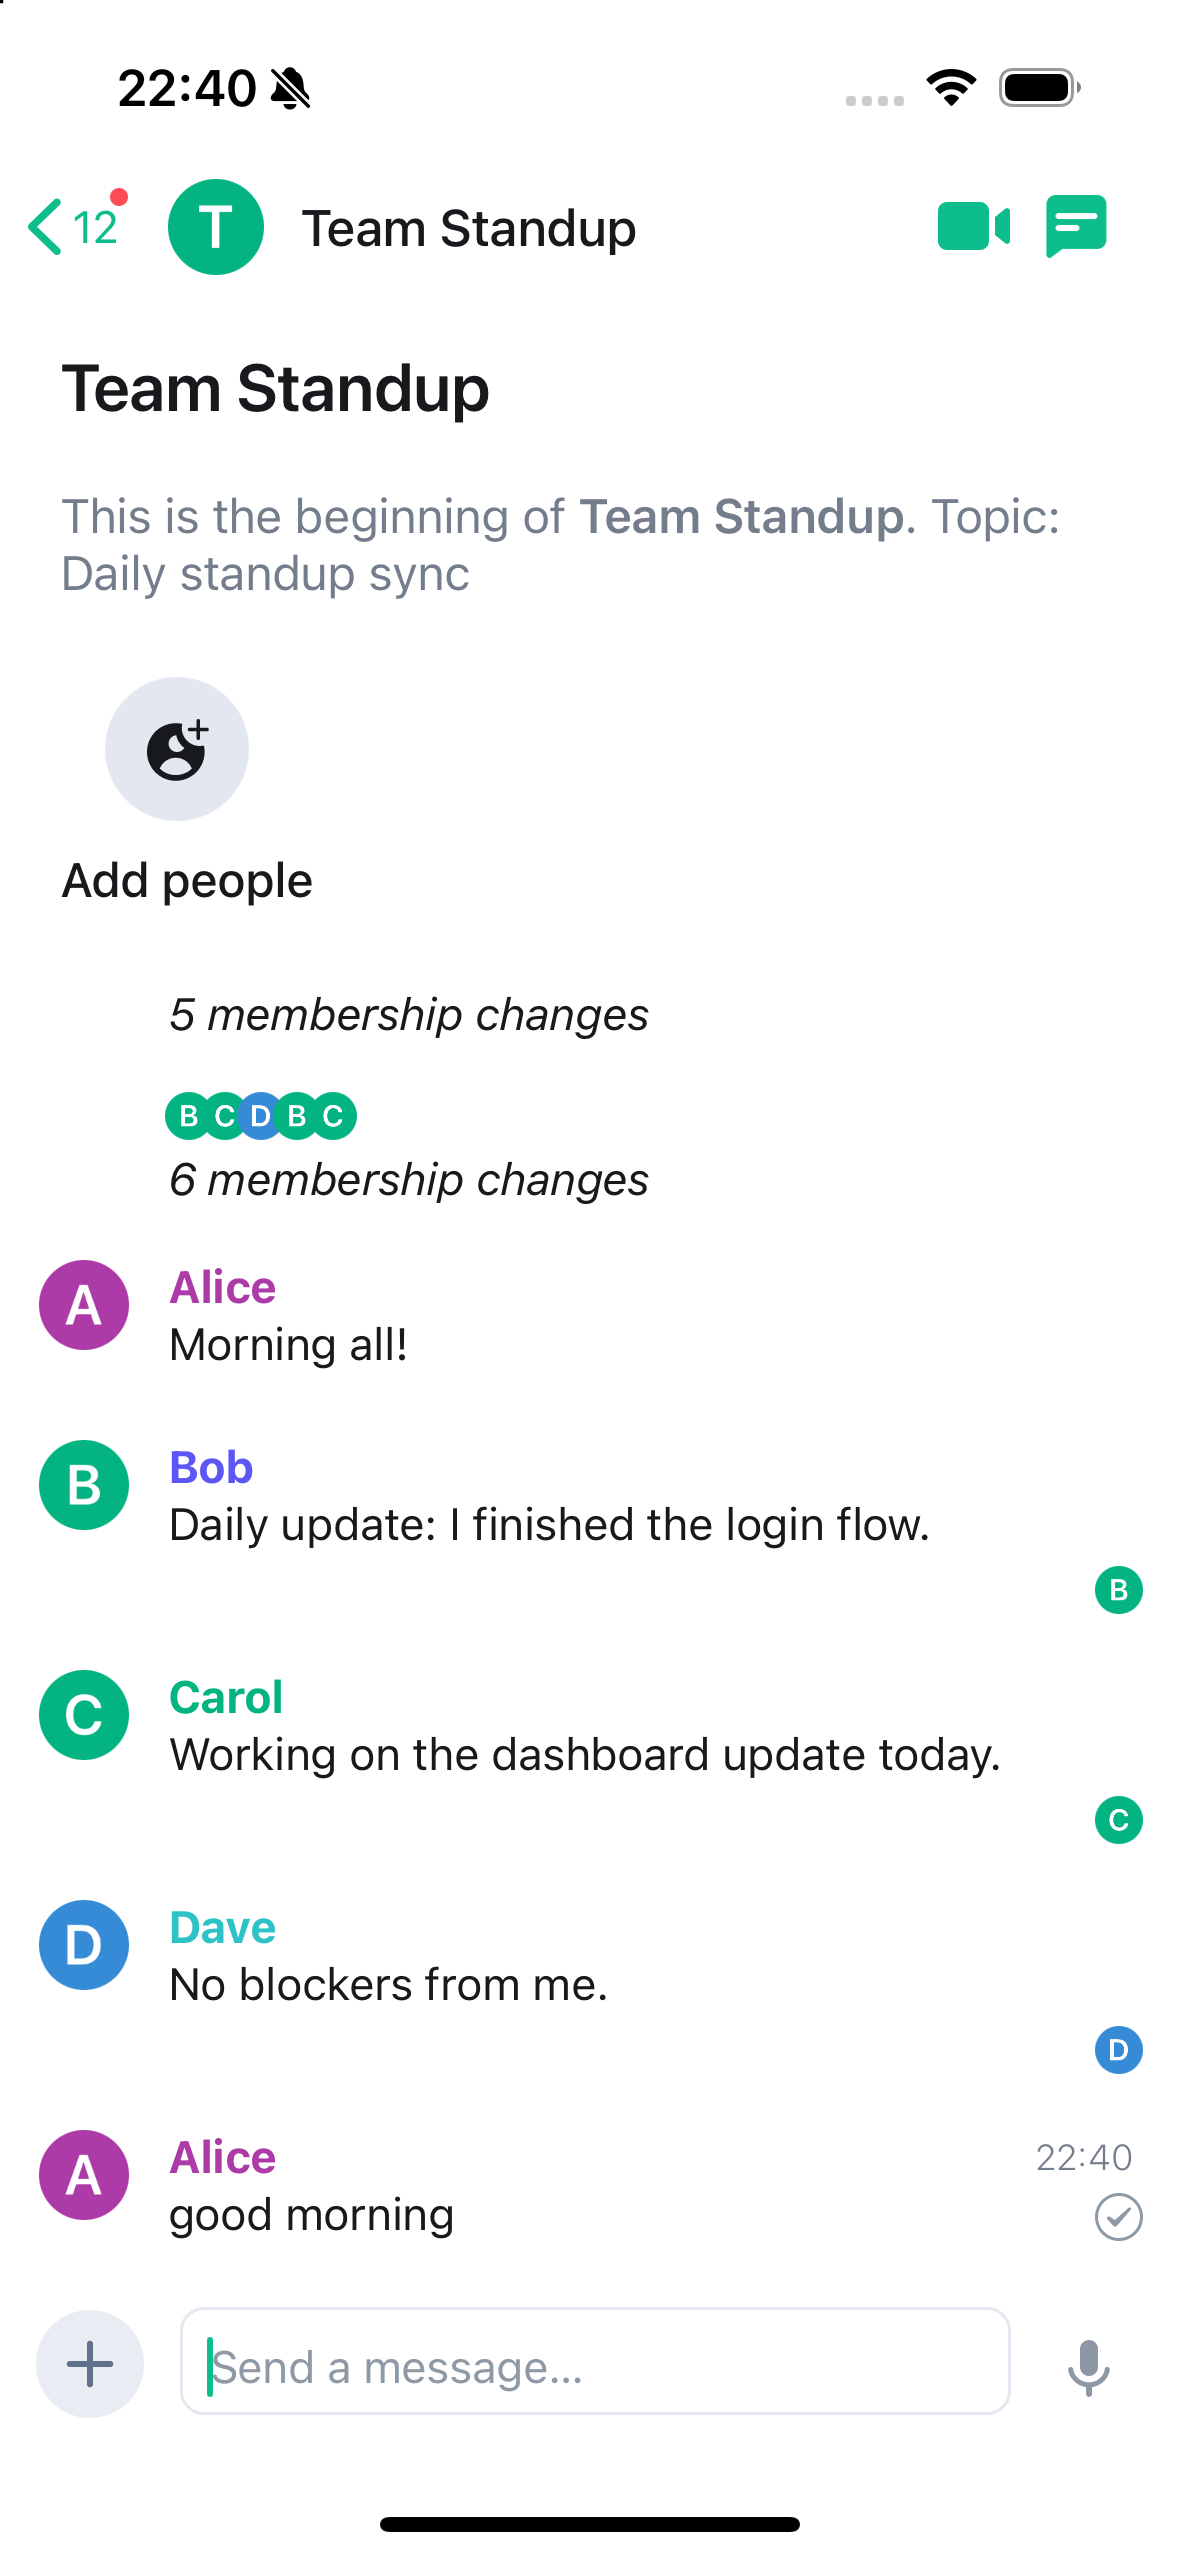 22:40
12
T
Team Standup
Team Standup
This is the beginning of Team Standup. Topic:
Daily standup sync
Add people
5 membership changes
B C D B C
6 membership changes
A
Alice
Morning all!
B
Bob
Daily update: I finished the login flow.
B
C
Carol
Working on the dashboard update today.
C
D
Dave
No blockers from me.
D
A
Alice
22:40
good morning
Send a message...